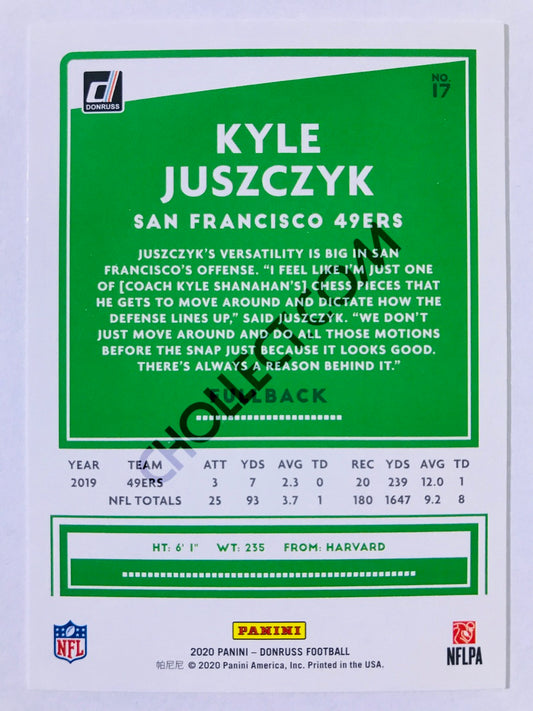 DONRUSS
NO.
17
KYLE
JUSZCZYK
SAN FRANCISCO 49ERS
JUSZCZYK'S VERSATILITY IS BIG IN SAN
FRANCISCO'S OFFENSE. “I FEEL LIKE I'M JUST ONE
OF [COACH KYLE SHANAHAN'S] CHESS PIECES THAT
HE GETS TO MOVE AROUND AND DICTATE HOW THE
DEFENSE LINES UP,” SAID JUSZCZYK. “WE DON'T
JUST MOVE AROUND AND DO ALL THOSE MOTIONS
BEFORE THE SNAP JUST BECAUSE IT LOOKS GOOD.
THERE'S ALWAYS A REASON BEHIND IT.”
FULLBACK
CHOLLECT.COM
YEAR TEAM ATT YDS AVG TD REC YDS AVG TD
2019 49ERS 3 7 2.3 0 20 239 12.0 1
NFL TOTALS 25 93 3.7 1 180 1647 9.2 8
HT: 6' 1" WT: 235 FROM: HARVARD
NFL
PANINI
NFLPA
2020 PANINI – DONRUSS FOOTBALL
帕尼尼 © 2020 Panini America, Inc. Printed in the USA.